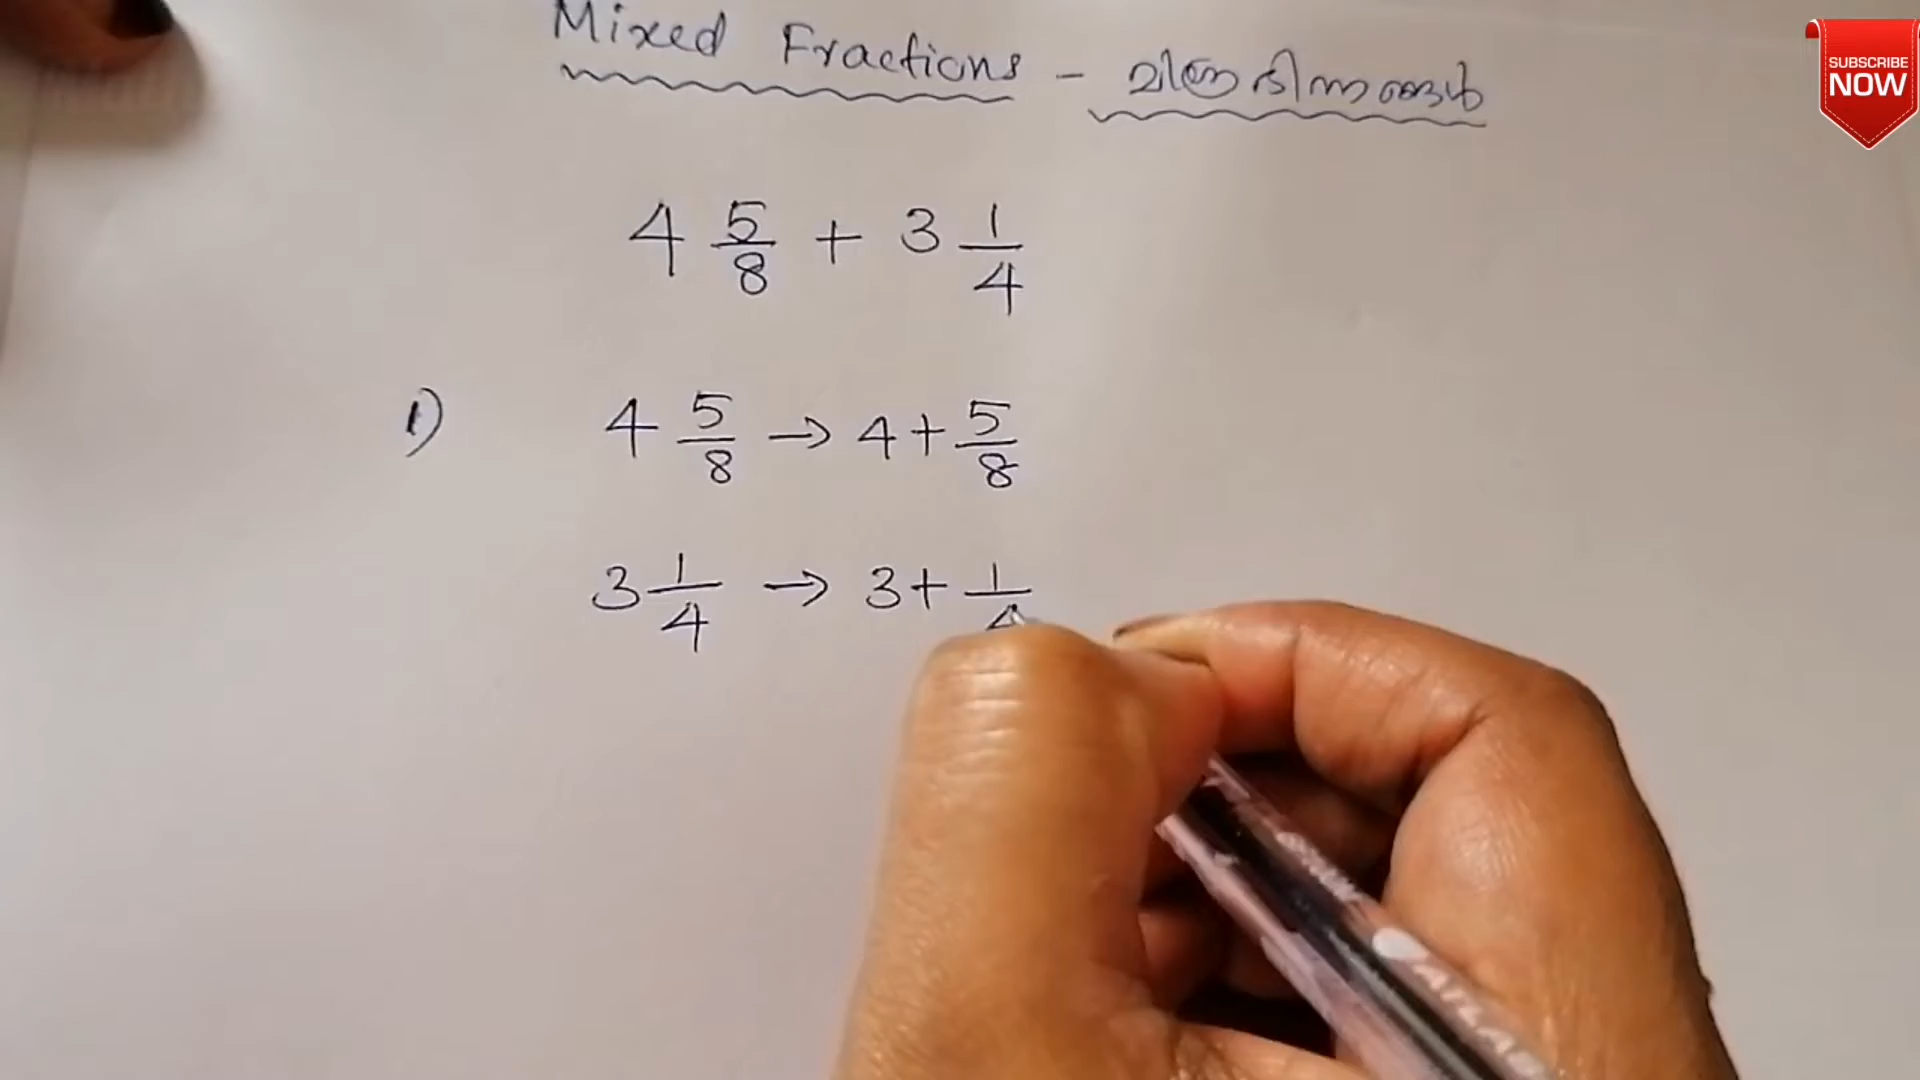 Mixed Fractions - മിശ്ര ഭിന്നങ്ങൾ
SUBSCRIBE
NOW
4 5/8 + 3 1/4
1) 4 5/8 → 4 + 5/8
3 1/4 → 3 + 1/4